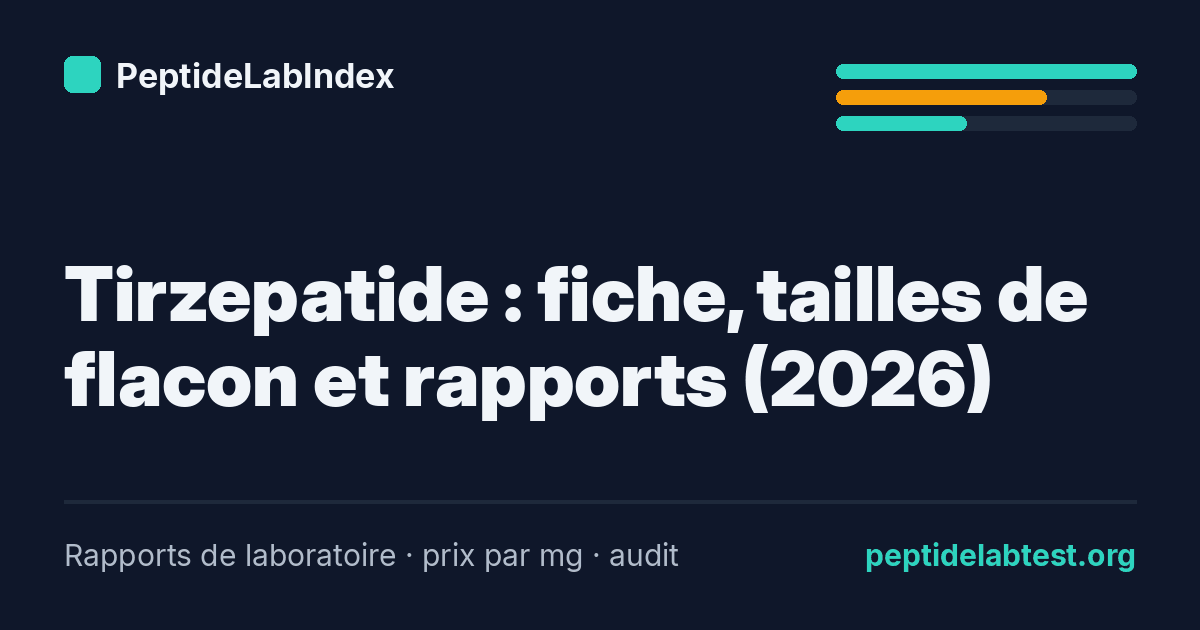 PeptideLabIndex
Tirzepatide : fiche, tailles de
flacon et rapports (2026)
Rapports de laboratoire · prix par mg · audit
peptidelabtest.org